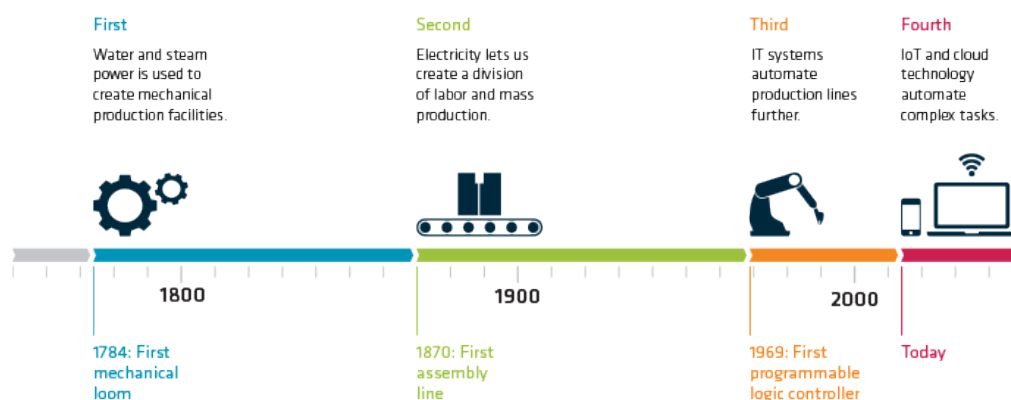 First
Water and steam
power is used to
create mechanical
production facilities.
Second
Electricity lets us
create a division
of labor and mass
production.
Third
IT systems
automate
production lines
further.
Fourth
IoT and cloud
technology
automate
complex tasks.
1800
1900
2000
1784: First
mechanical
loom
1870: First
assembly
line
1969: First
programmable
logic controller
Today